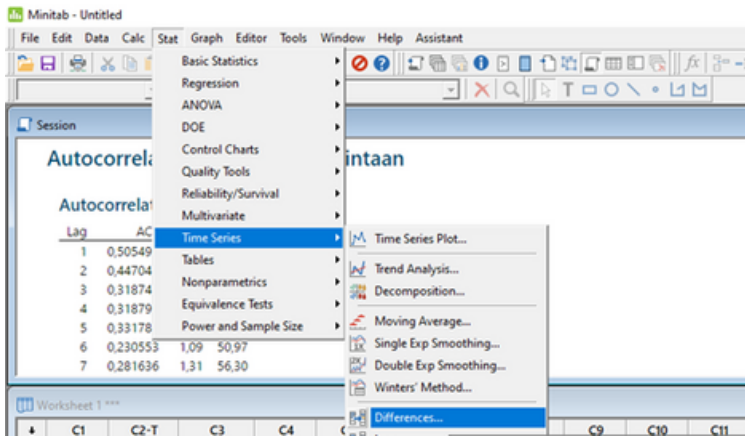 Minitab - Untitled
File Edit Data Calc Stat Graph Editor Tools Window Help Assistant
Basic Statistics
Regression
ANOVA
DOE
Control Charts
Quality Tools
Reliability/Survival
Multivariate
Time Series
Tables
Nonparametrics
Equivalence Tests
Power and Sample Size
Time Series Plot...
Trend Analysis...
Decomposition...
Moving Average...
Single Exp Smoothing...
Double Exp Smoothing...
Winters' Method...
Differences...
Session
Autocorrela intaan
Autocorrela
Lag AC
1 0,50549
2 0,44704
3 0,31874
4 0,31879
5 0,33178
6 0,230553 1,09 50,97
7 0,281636 1,31 56,30
Worksheet 1 ***
C1 C2-T C3 C4 C9 C10 C11